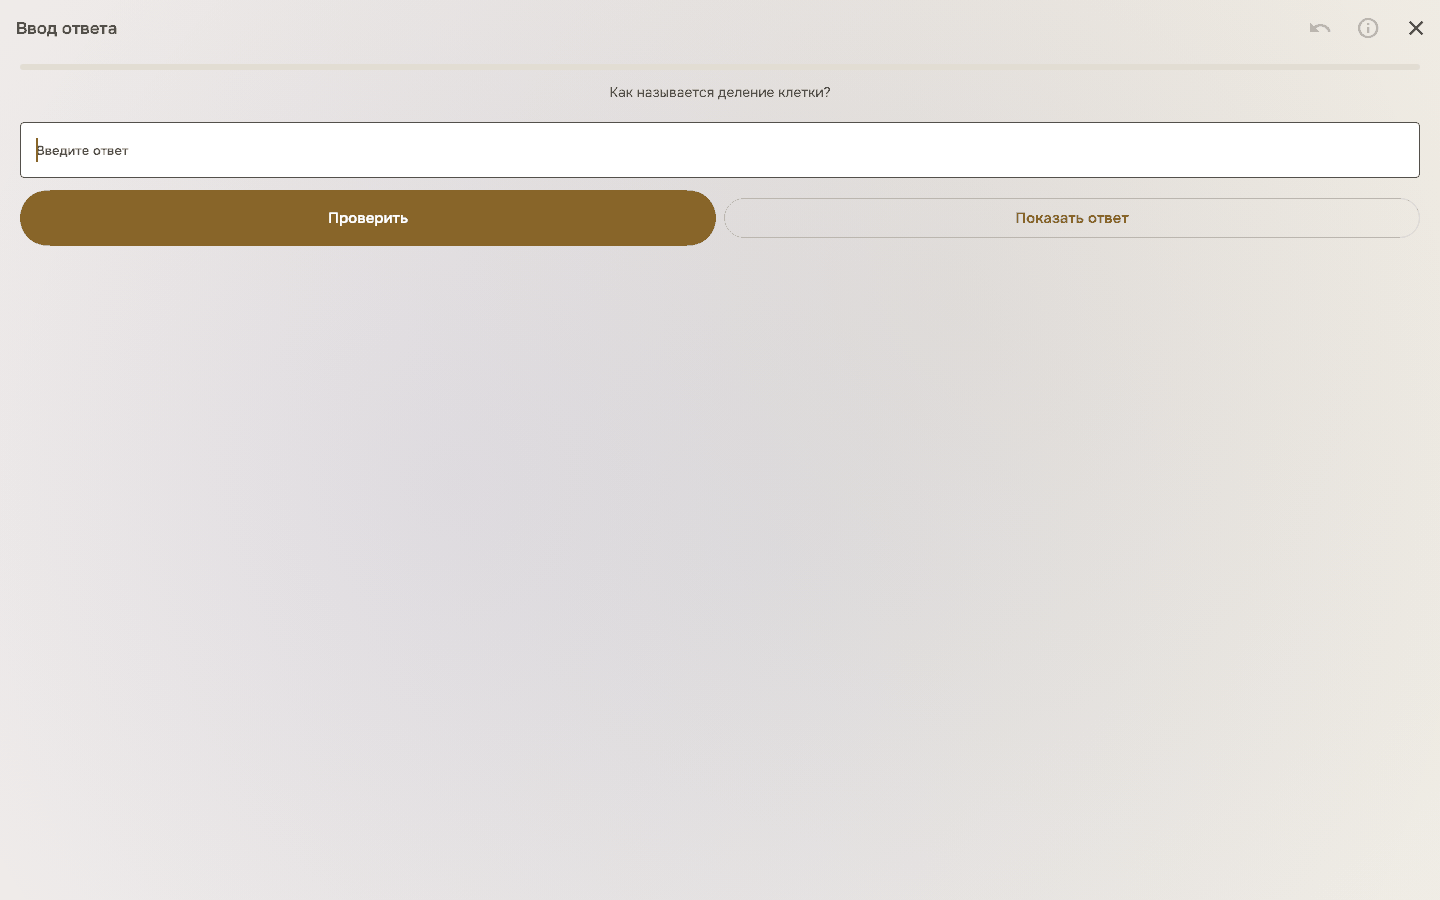 Ввод ответа
Как называется деление клетки?
Введите ответ
Проверить
Показать ответ